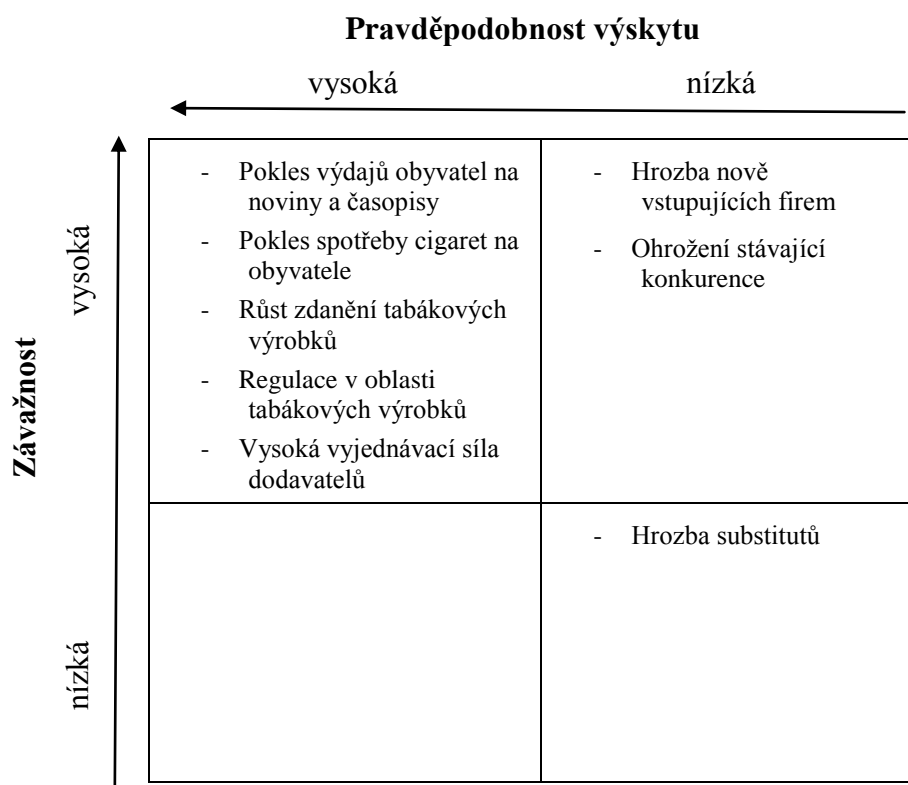 Pravděpodobnost výskytu
vysoká
nízká
Závažnost
vysoká
- Pokles výdajů obyvatel na
noviny a časopisy
- Pokles spotřeby cigaret na
obyvatele
- Růst zdanění tabákových
výrobků
- Regulace v oblasti
tabákových výrobků
- Vysoká vyjednávací síla
dodavatelů
- Hrozba nově
vstupujících firem
- Ohrožení stávající
konkurence
nízká
- Hrozba substitutů